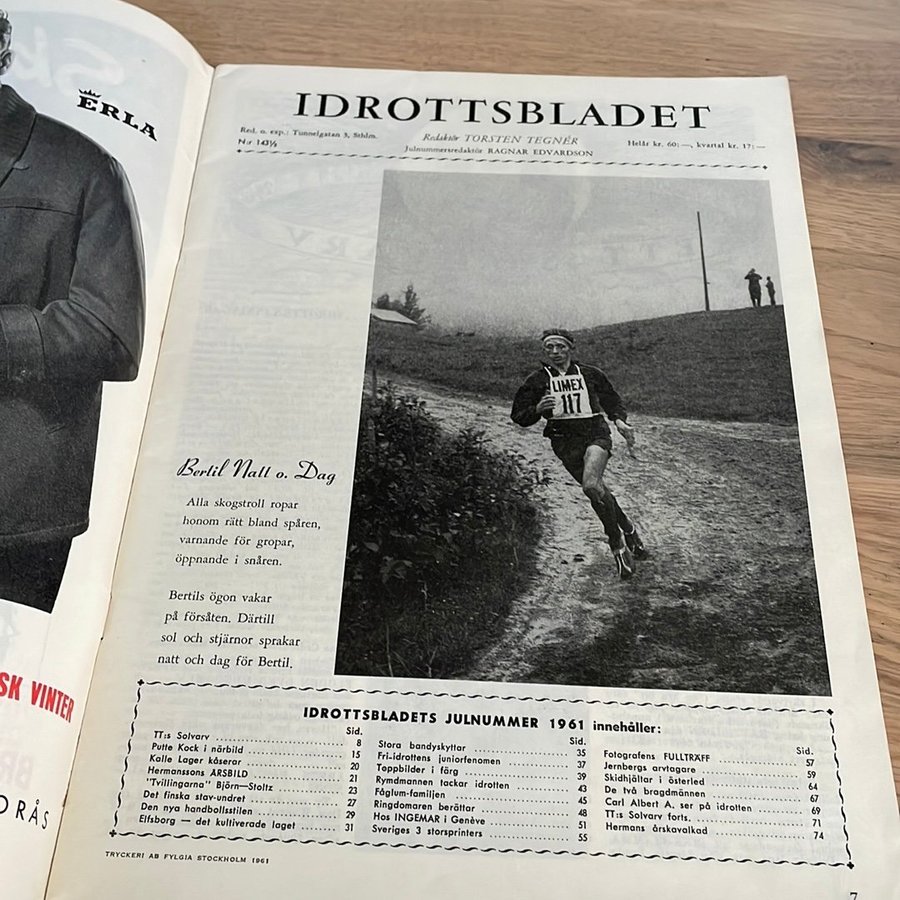 ERLA
SK VINTER
ORÅS
IDROTTSBLADET
Red. o. exp.: Tunnelgatan 3, Sthlm.
N:r 143½
Redaktör TORSTEN TEGNÉR
Julnummersredaktör RAGNAR EDVARDSON
Helår kr. 60:—, kvartal kr. 17:—
LIMEX
117
Bertil Natt o. Dag
Alla skogstroll ropar
honom rätt bland spåren,
varnande för gropar,
öppnande i snåren.
Bertils ögon vakar
på försåten. Därtill
sol och stjärnor sprakar
natt och dag för Bertil.
IDROTTSBLADETS JULNUMMER 1961 innehåller:
Sid.
TT:s Solvarv 8
Putte Kock i närbild 15
Kalle Lager kåserar 20
Hermanssons ÅRSBILD 21
"Tvillingarna" Björn—Stoltz 23
Det finska stav-undret 27
Den nya handbollsstilen 29
Elfsborg — det kultiverade laget 31
Sid.
Stora bandyskyttar 35
Fri-idrottens juniorfenomen 37
Toppbilder i färg 39
Rymdmannen tackar idrotten 43
Fåglum-familjen 45
Ringdomaren berättar 48
Hos INGEMAR i Genève 51
Sveriges 3 storsprinters 55
Sid.
Fotografens FULLTRÄFF 57
Jernbergs arvtagare 59
Skidhjältar i österled 64
De två bragdmännen 67
Carl Albert A. ser på idrotten 69
TT:s Solvarv forts. 71
Hermans årskavalkad 74
TRYCKERI AB FYLGIA STOCKHOLM 1961
7